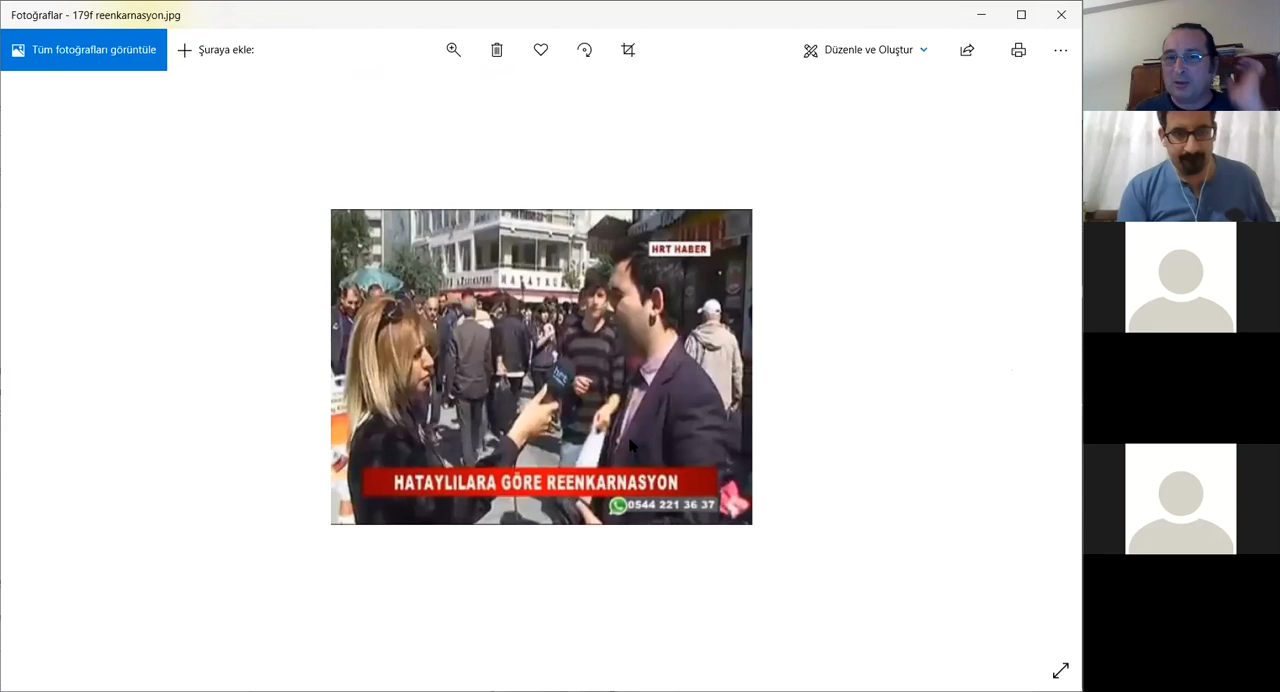 Fotoğraflar - 179f reenkarnasyon.jpg
Tüm fotoğrafları görüntüle
Şuraya ekle:
Düzenle ve Oluştur
HRT HABER
hrt
HATAYLILARA GÖRE REENKARNASYON
0544 221 36 37